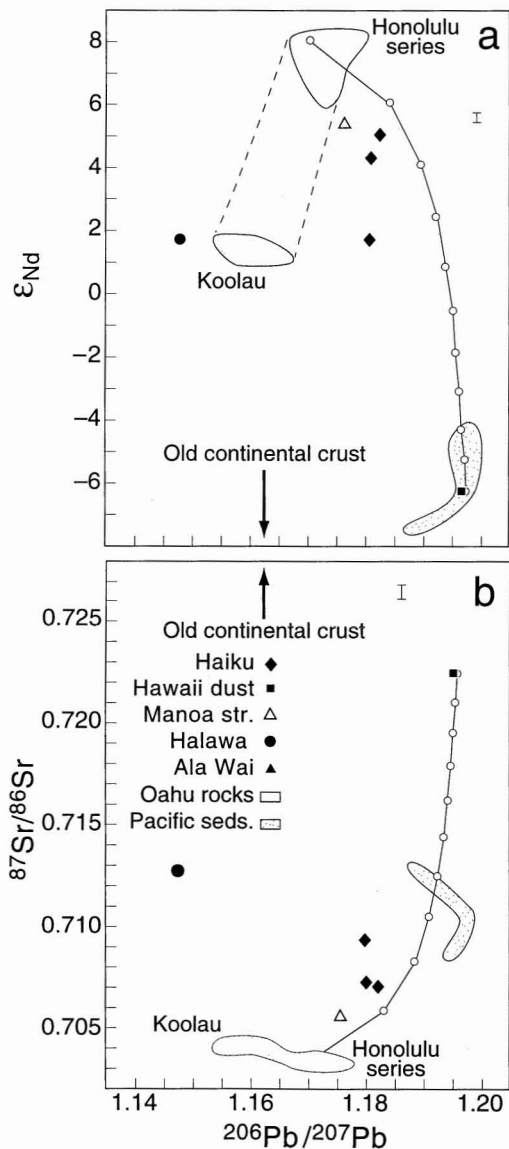 Honolulu
series
a
8
6
4
2
0
−2
−4
−6
εNd
Koolau
Old continental crust
b
Old continental crust
Haiku
Hawaii dust
Manoa str.
Halawa
Ala Wai
Oahu rocks
Pacific seds.
0.725
0.720
0.715
0.710
0.705
87Sr/86Sr
Koolau
Honolulu
series
1.14 1.16 1.18 1.20
206Pb/207Pb